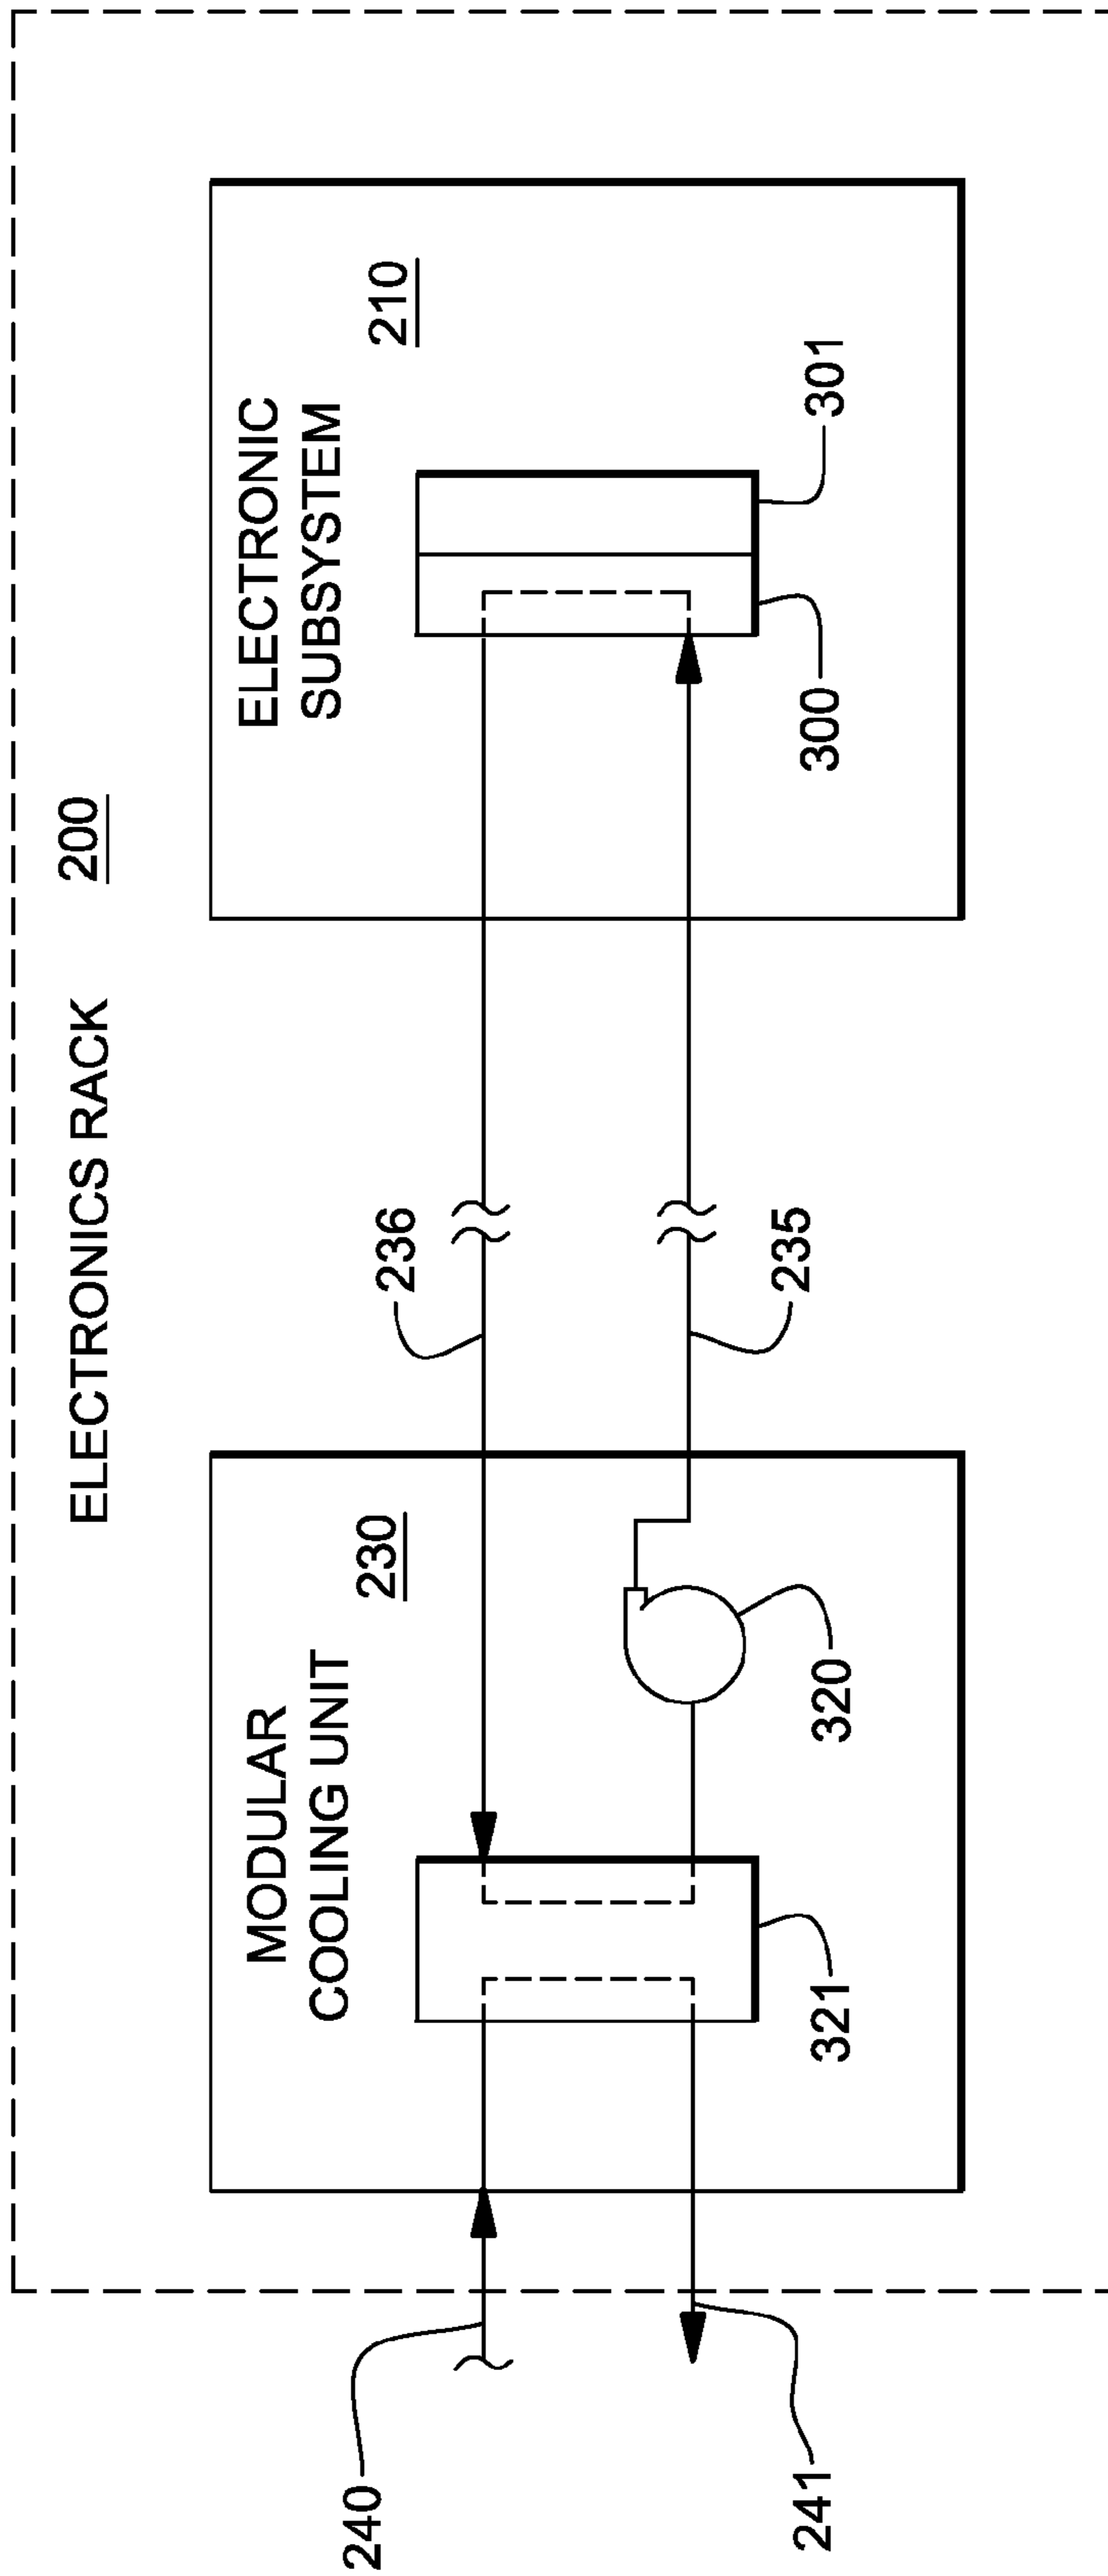 ELECTRONICS RACK 200
MODULAR
COOLING UNIT
230
ELECTRONIC
SUBSYSTEM
210
240
236
241
321
320
235
300
301